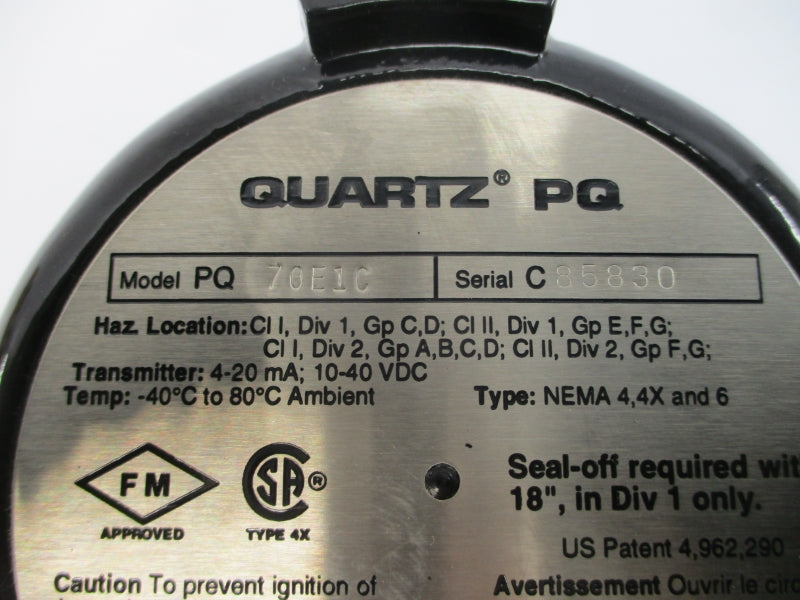 QUARTZ® PQ
Model PQ 70E1C Serial C 85830
Haz. Location: Cl I, Div 1, Gp C,D; Cl II, Div 1, Gp E,F,G;
Cl I, Div 2, Gp A,B,C,D; Cl II, Div 2, Gp F,G;
Transmitter: 4-20 mA; 10-40 VDC
Temp: -40°C to 80°C Ambient Type: NEMA 4,4X and 6
FM
APPROVED
CSA®
TYPE 4X
Seal-off required wit
18", in Div 1 only.
US Patent 4,962,290
Caution To prevent ignition of
Avertissement Ouvrir le circ